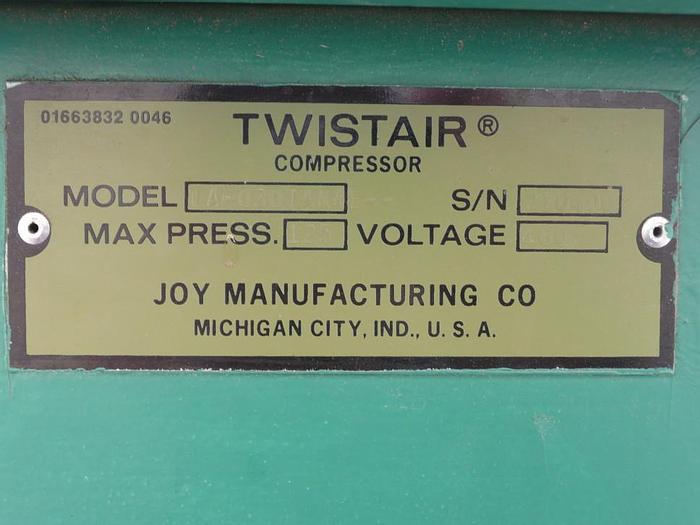 01663832 0046
TWISTAIR®
COMPRESSOR
MODEL S/N
MAX PRESS. VOLTAGE
JOY MANUFACTURING CO
MICHIGAN CITY, IND., U. S. A.